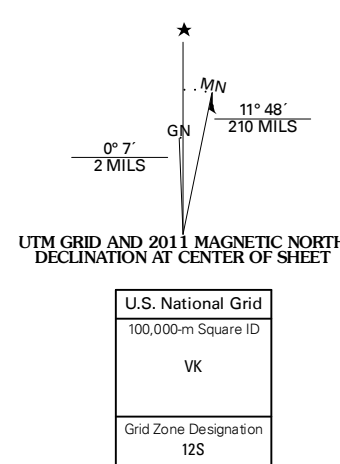 MN
11° 48´
210 MILS
GN
0° 7´
2 MILS
UTM GRID AND 2011 MAGNETIC NORTH
DECLINATION AT CENTER OF SHEET
U.S. National Grid
100,000-m Square ID
VK
Grid Zone Designation
12S